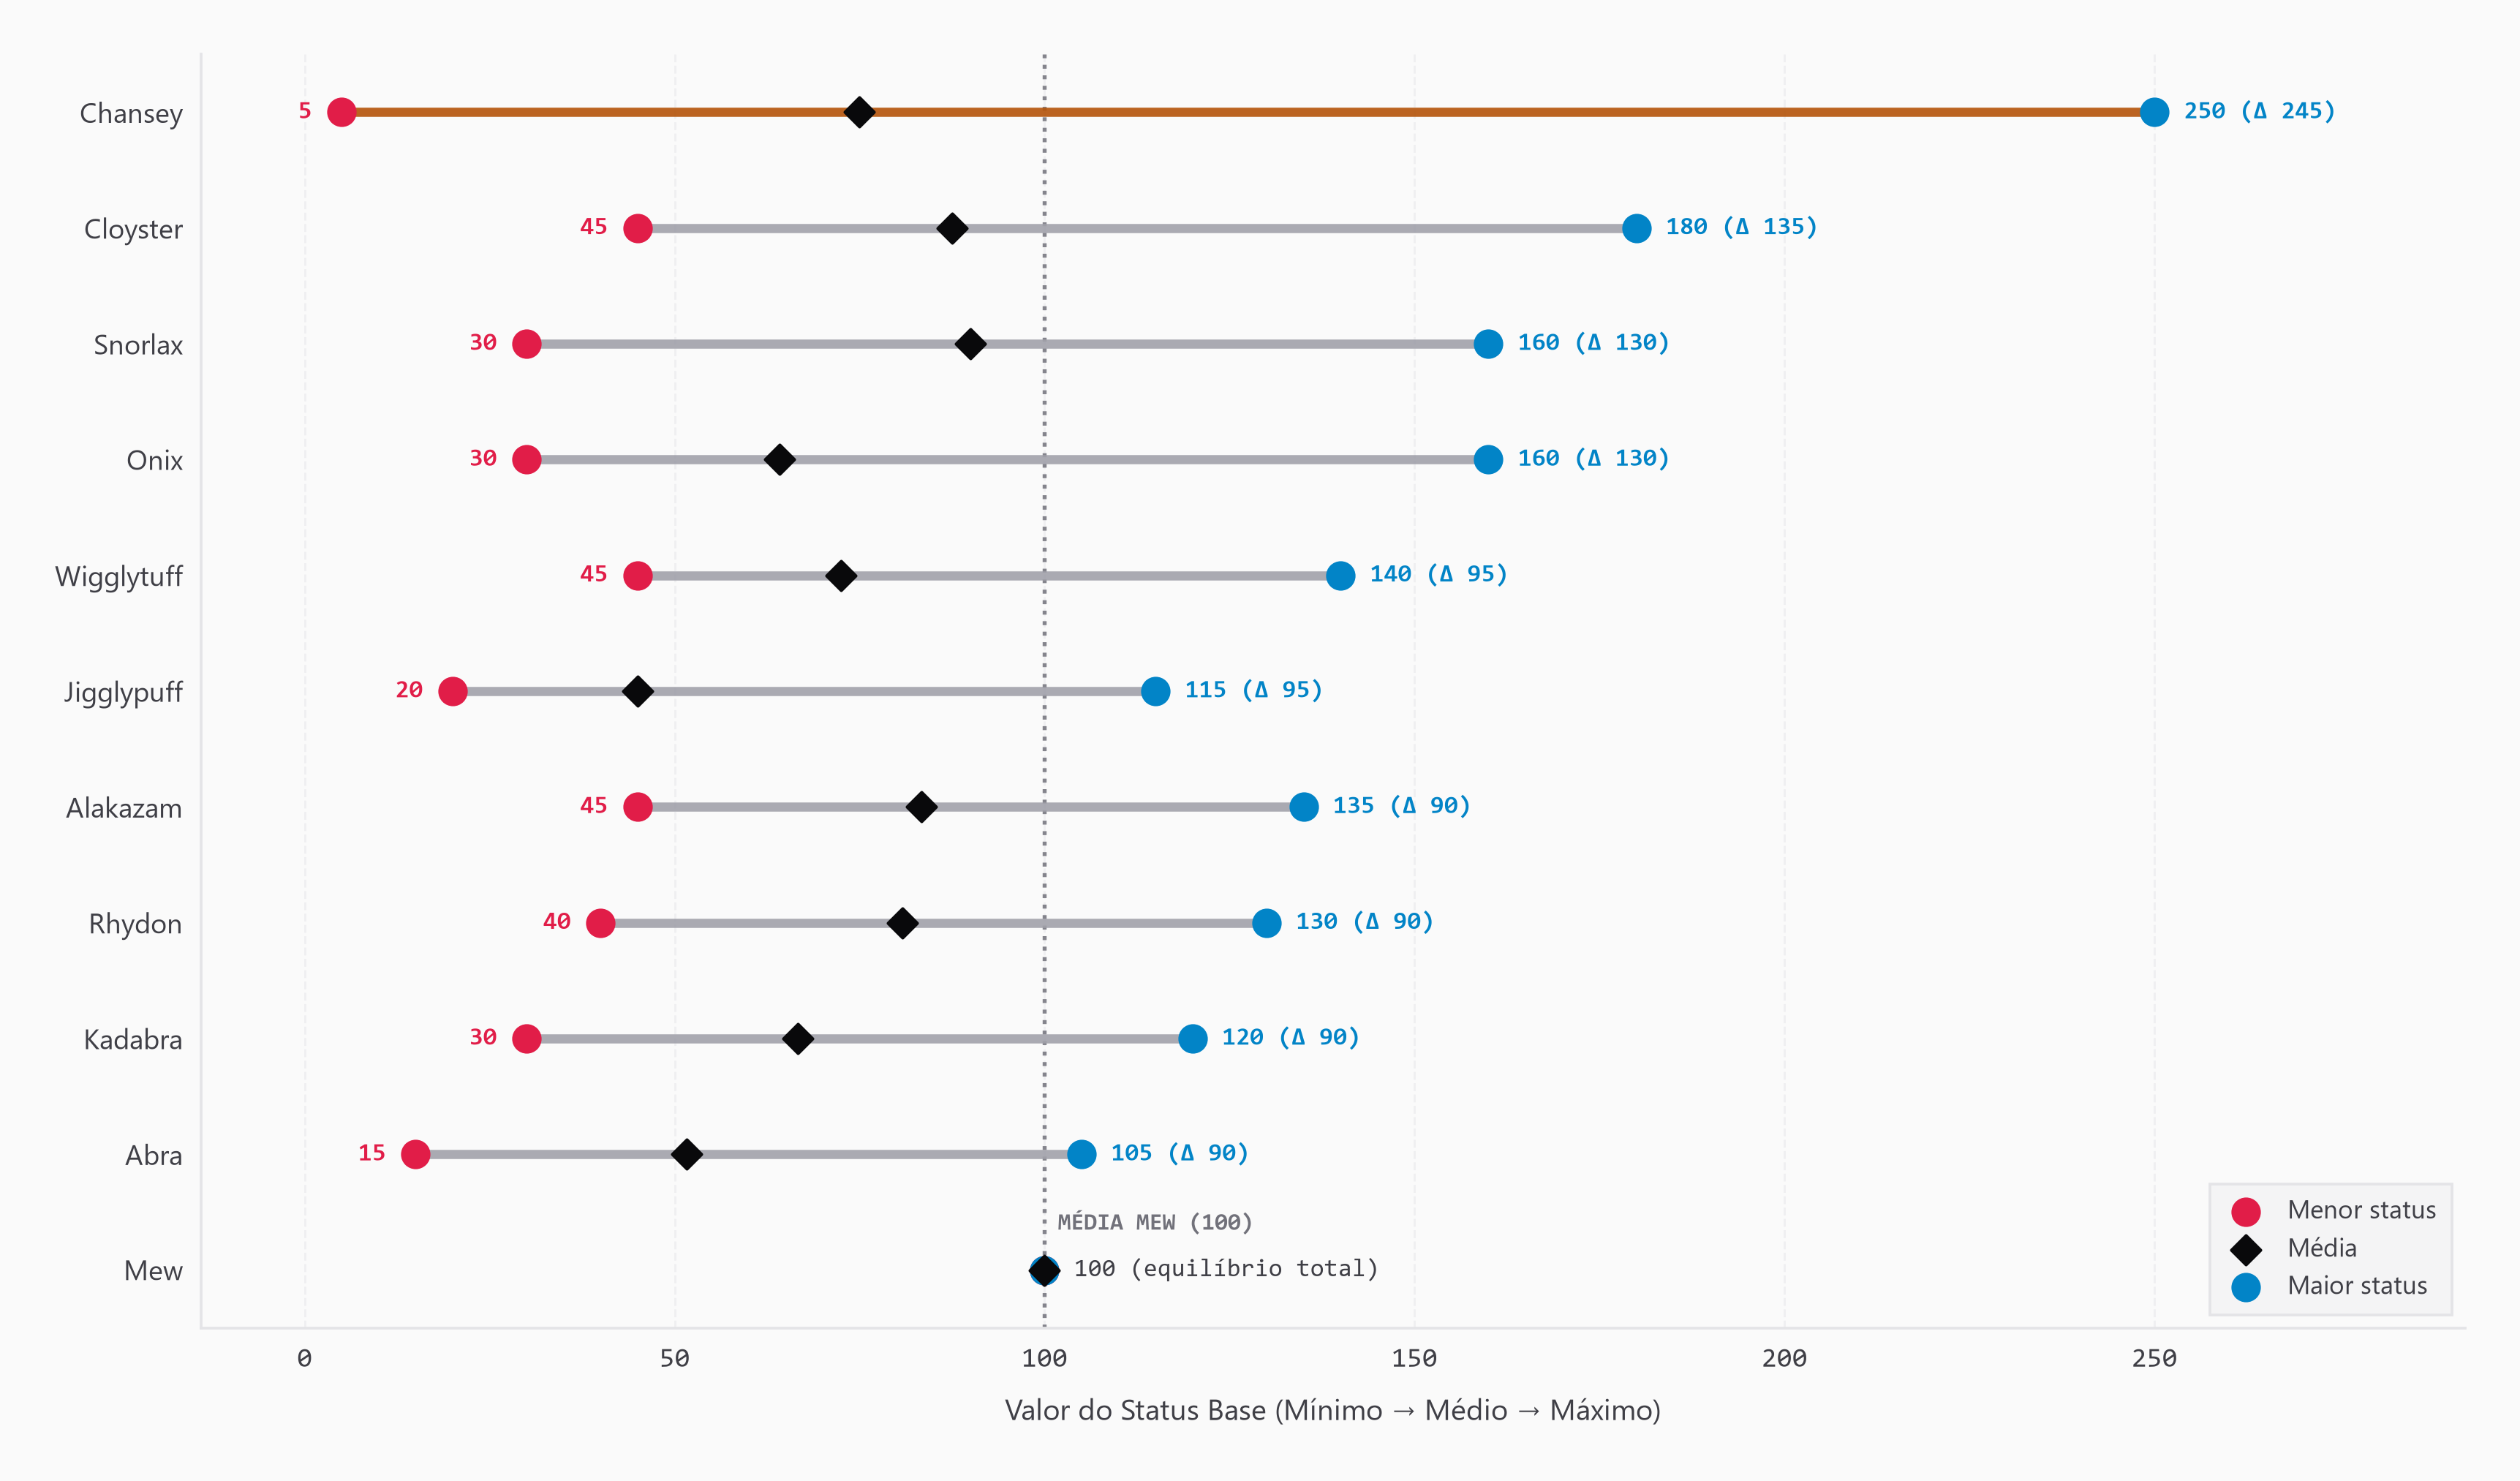 Chansey 5 250 (Δ 245)
Cloyster 45 180 (Δ 135)
Snorlax 30 160 (Δ 130)
Onix 30 160 (Δ 130)
Wigglytuff 45 140 (Δ 95)
Jigglypuff 20 115 (Δ 95)
Alakazam 45 135 (Δ 90)
Rhydon 40 130 (Δ 90)
Kadabra 30 120 (Δ 90)
Abra 15 105 (Δ 90)
MÉDIA MEW (100)
Mew 100 (equilíbrio total)
Menor status
Média
Maior status
0 50 100 150 200 250
Valor do Status Base (Mínimo → Médio → Máximo)